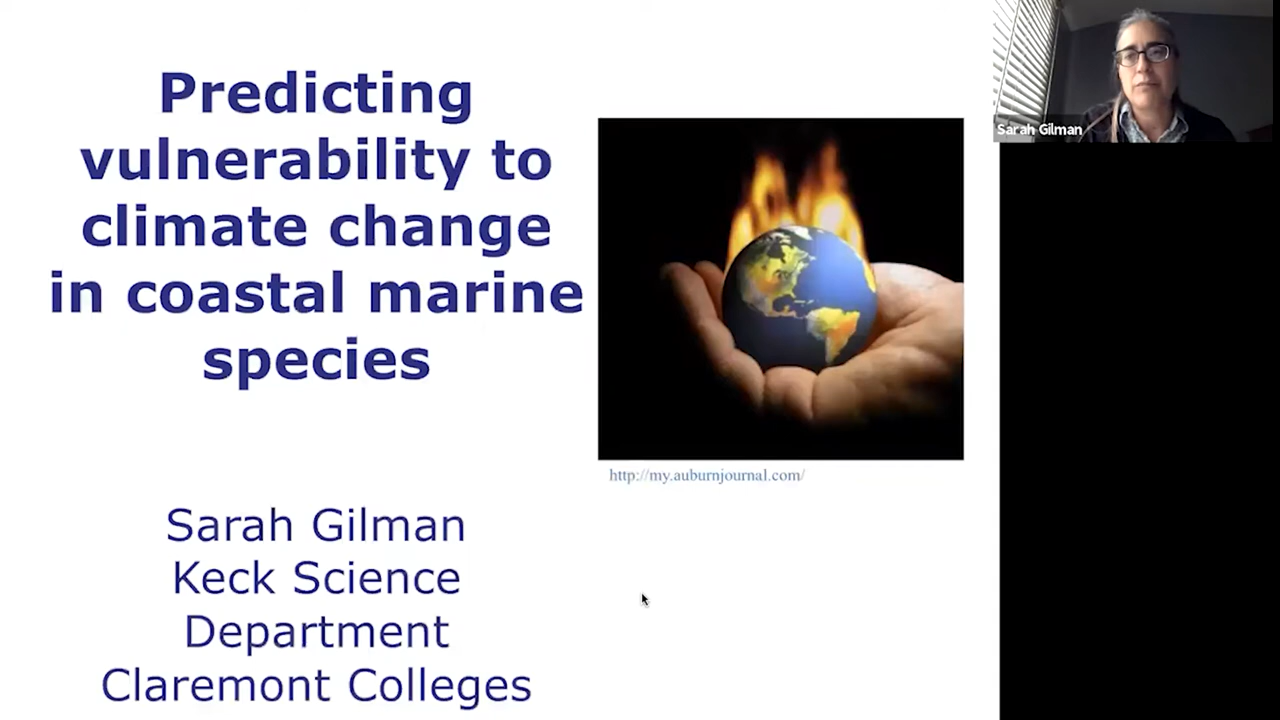 Predicting
vulnerability to
climate change
in coastal marine
species
http://my.auburnjournal.com/
Sarah Gilman
Keck Science
Department
Claremont Colleges
Sarah Gilman